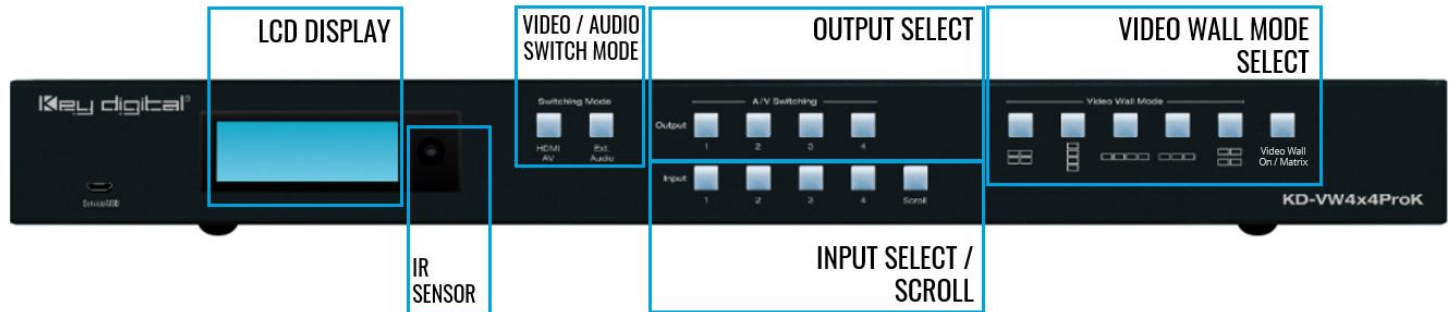 LCD DISPLAY
VIDEO / AUDIO
SWITCH MODE
OUTPUT SELECT
VIDEO WALL MODE
SELECT
Key digital®
Switching Mode
HDMI
AV
Ext.
Audio
A/V Switching
Output
1 2 3 4
Input
1 2 3 4 Scroll
Video Wall Mode
Video Wall
On / Matrix
Service USB
KD-VW4x4ProK
IR
SENSOR
INPUT SELECT /
SCROLL